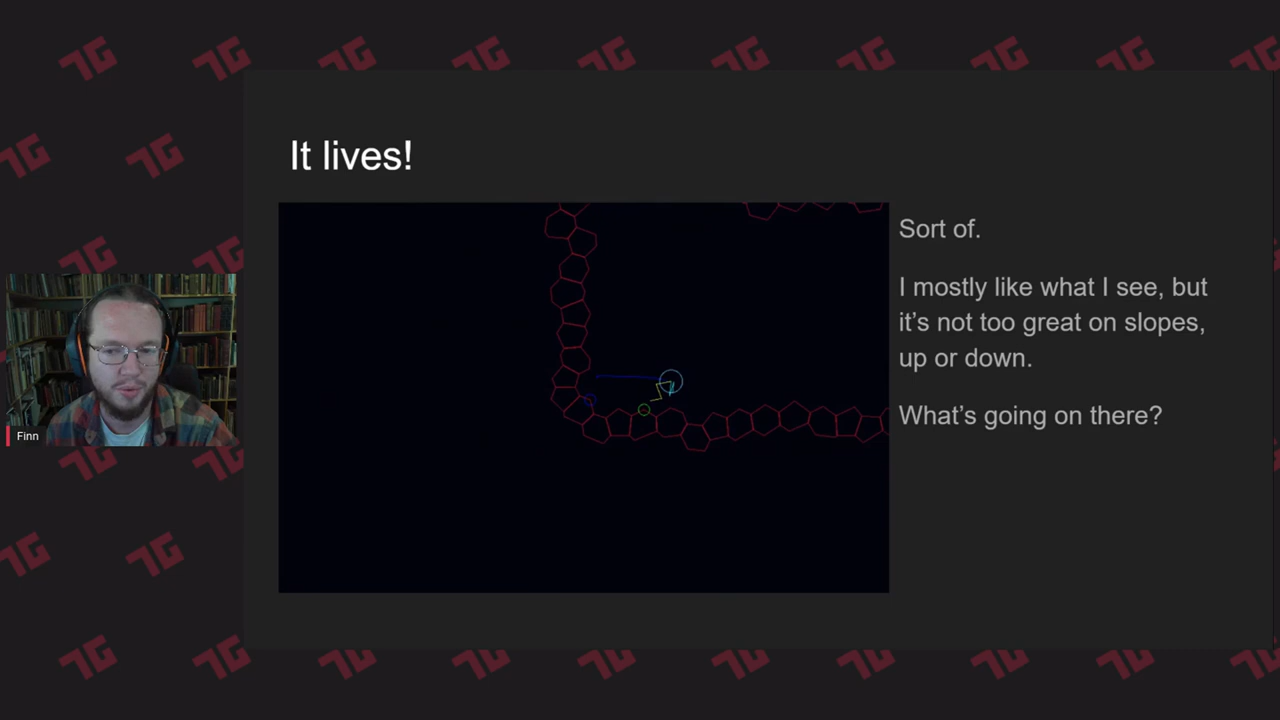 It lives!
Sort of.
I mostly like what I see, but
it's not too great on slopes,
up or down.
What's going on there?
Finn